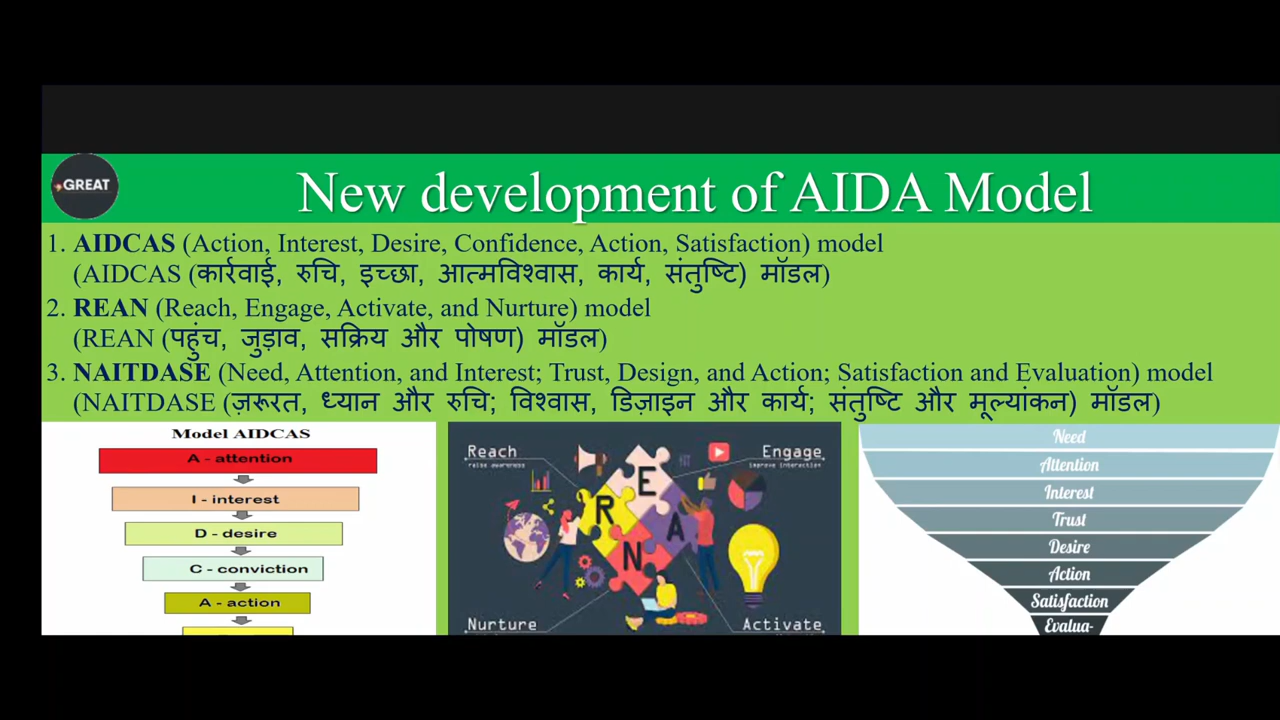 GREAT
New development of AIDA Model
1. AIDCAS (Action, Interest, Desire, Confidence, Action, Satisfaction) model
(AIDCAS (कार्रवाई, रुचि, इच्छा, आत्मविश्वास, कार्य, संतुष्टि) मॉडल)
2. REAN (Reach, Engage, Activate, and Nurture) model
(REAN (पहुंच, जुड़ाव, सक्रिय और पोषण) मॉडल)
3. NAITDASE (Need, Attention, and Interest; Trust, Design, and Action; Satisfaction and Evaluation) model
(NAITDASE (ज़रूरत, ध्यान और रुचि; विश्वास, डिज़ाइन और कार्य; संतुष्टि और मूल्यांकन) मॉडल)
Model AIDCAS
A - attention
I - interest
D - desire
C - conviction
A - action
Reach
raise awareness
Engage
improve interaction
E
R
A
N
Nurture
Activate
Need
Attention
Interest
Trust
Desire
Action
Satisfaction
Evalua-